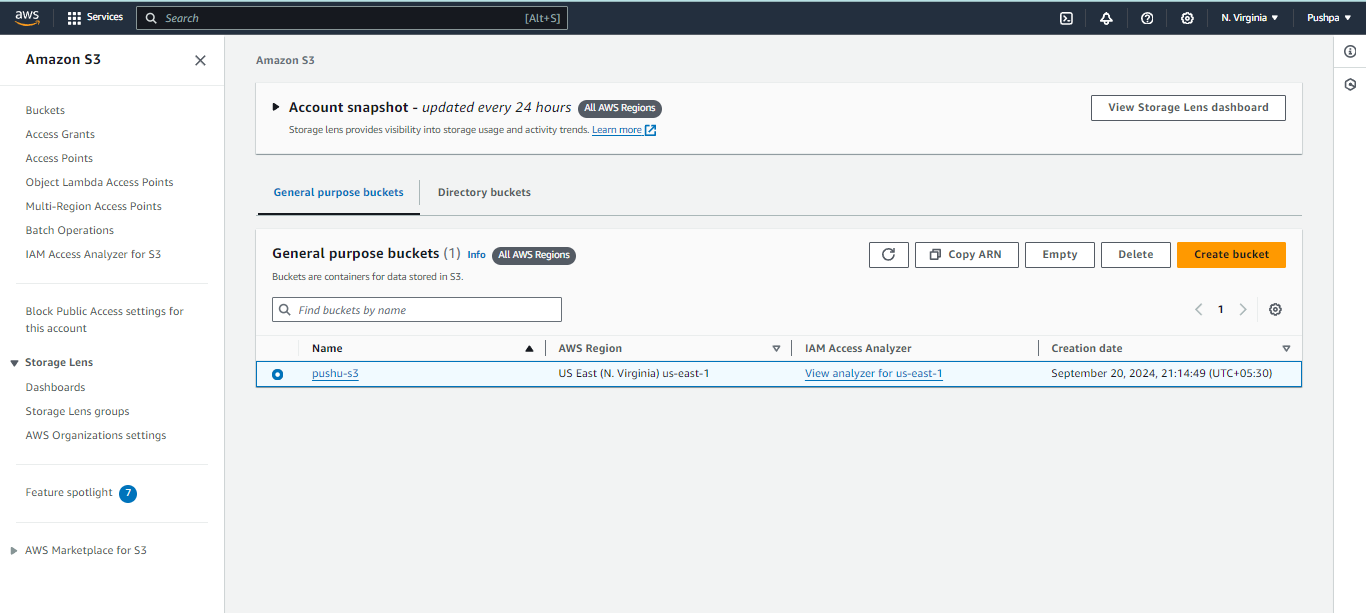 aws Services Search [Alt+S] N. Virginia Pushpa
Amazon S3
Buckets
Access Grants
Access Points
Object Lambda Access Points
Multi-Region Access Points
Batch Operations
IAM Access Analyzer for S3
Block Public Access settings for
this account
Storage Lens
Dashboards
Storage Lens groups
AWS Organizations settings
Feature spotlight 7
AWS Marketplace for S3
Amazon S3
Account snapshot - updated every 24 hours All AWS Regions
View Storage Lens dashboard
Storage lens provides visibility into storage usage and activity trends. Learn more
General purpose buckets Directory buckets
General purpose buckets (1) Info All AWS Regions
Copy ARN Empty Delete Create bucket
Buckets are containers for data stored in S3.
Find buckets by name
1
Name AWS Region IAM Access Analyzer Creation date
pushu-s3 US East (N. Virginia) us-east-1 View analyzer for us-east-1 September 20, 2024, 21:14:49 (UTC+05:30)